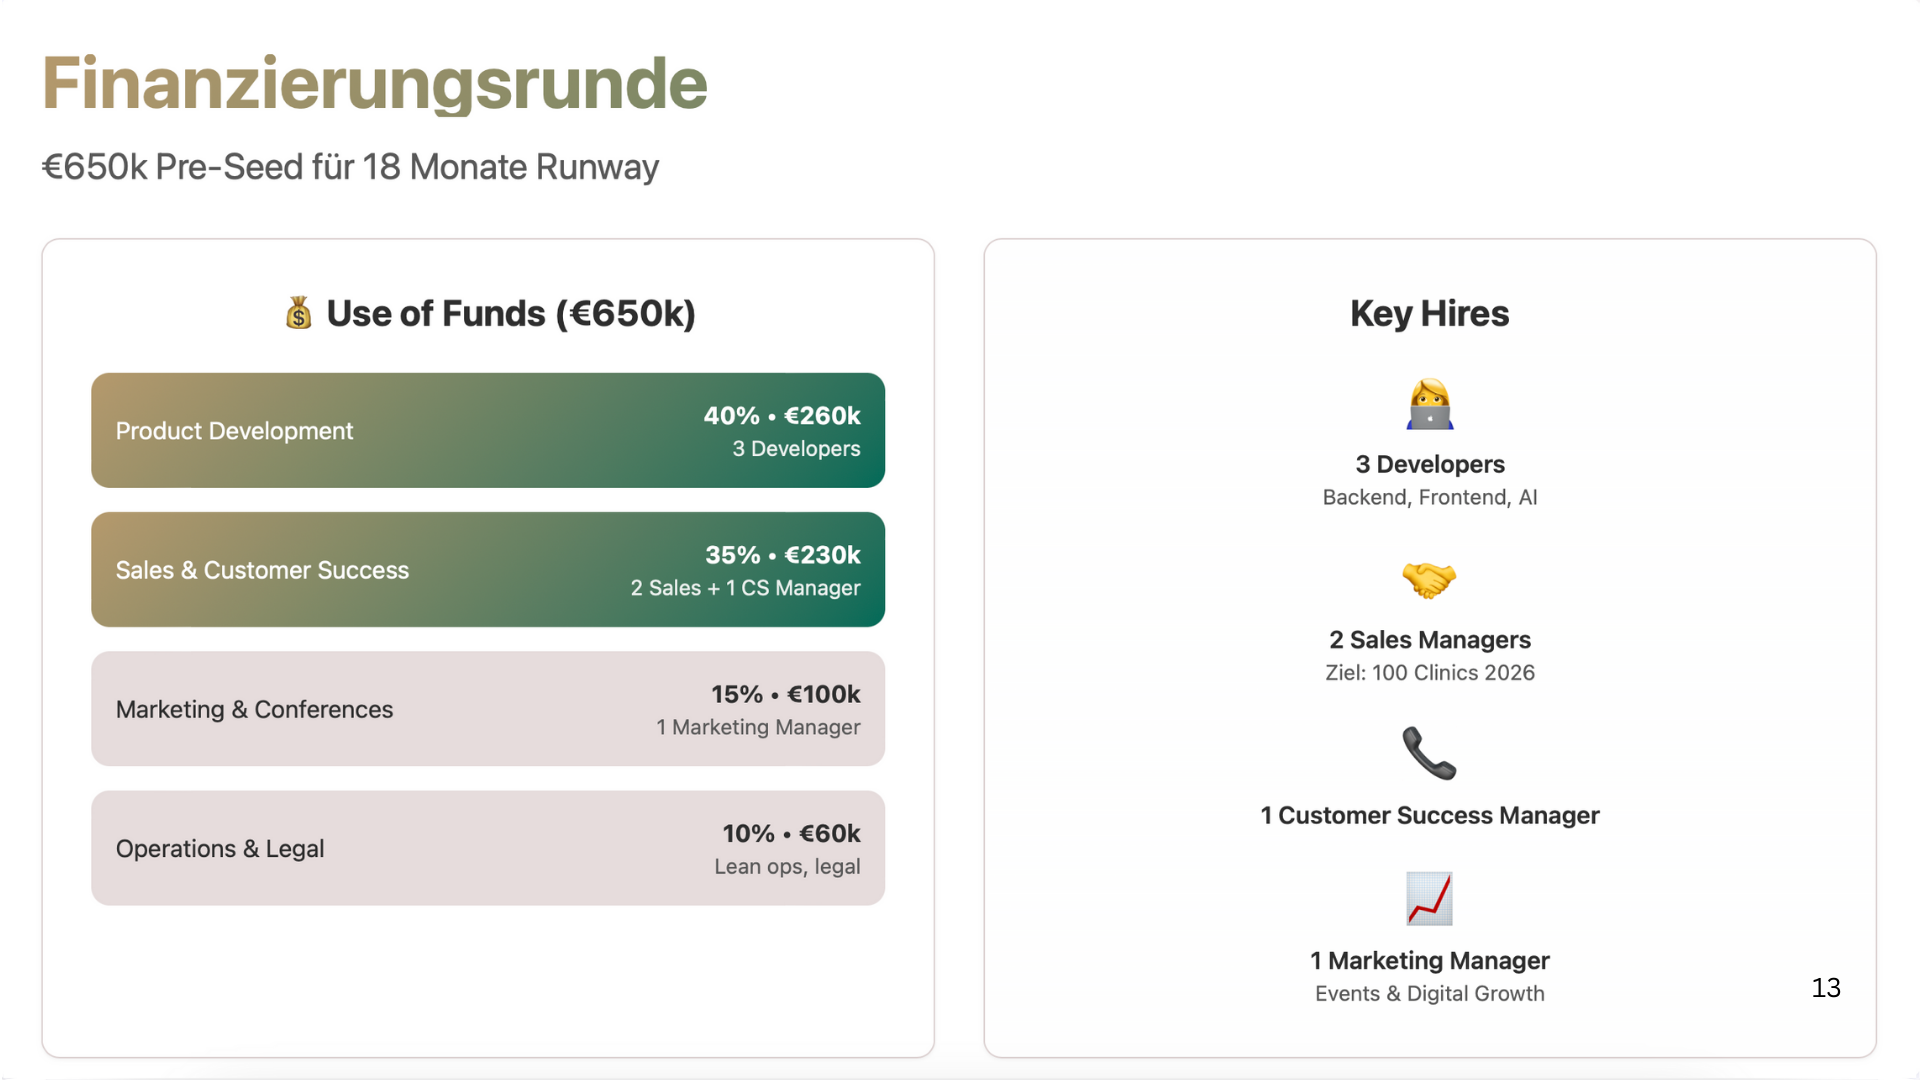 Finanzierungsrunde
€650k Pre-Seed für 18 Monate Runway
💰 Use of Funds (€650k)
Product Development
40% • €260k
3 Developers
Sales & Customer Success
35% • €230k
2 Sales + 1 CS Manager
Marketing & Conferences
15% • €100k
1 Marketing Manager
Operations & Legal
10% • €60k
Lean ops, legal
Key Hires
3 Developers
Backend, Frontend, AI
2 Sales Managers
Ziel: 100 Clinics 2026
1 Customer Success Manager
1 Marketing Manager
Events & Digital Growth
13